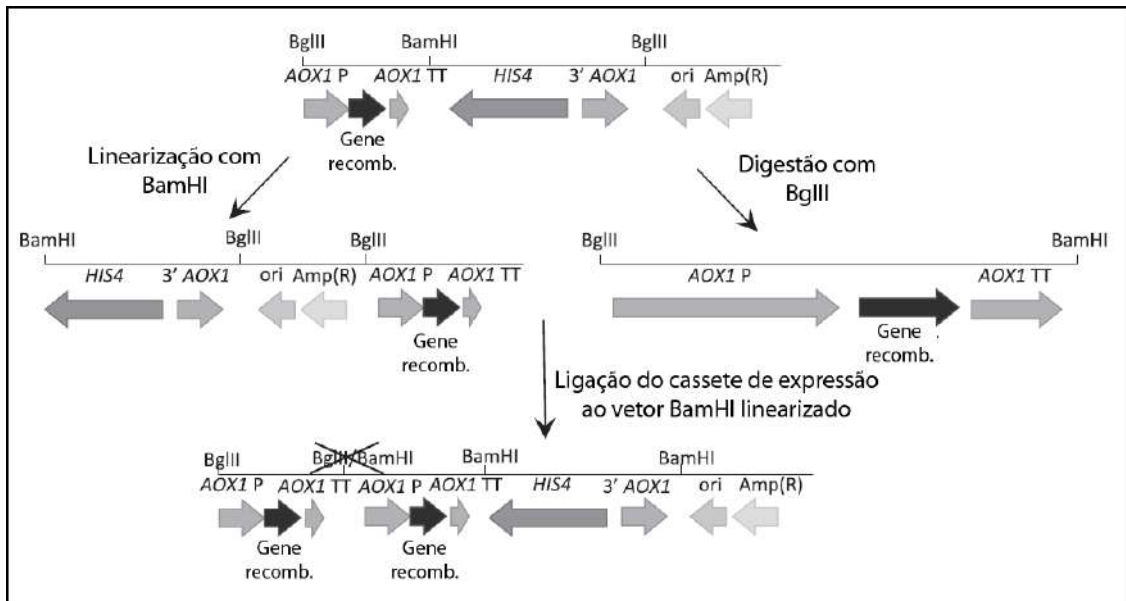 BglII BamHI BglII
AOX1 P AOX1 TT HIS4 3' AOX1 ori Amp(R)
Gene
recomb.
Linearização com
BamHI
Digestão com
BglII
BamHI BglII BglII
HIS4 3' AOX1 ori Amp(R) AOX1 P AOX1 TT
Gene
recomb.
BglII BamHI
AOX1 P AOX1 TT
Gene
recomb.
Ligação do cassete de expressão
ao vetor BamHI linearizado
BglII BglII/BamHI BamHI BamHI
AOX1 P AOX1 TT AOX1 P AOX1 TT HIS4 3' AOX1 ori Amp(R)
Gene
recomb.
Gene
recomb.